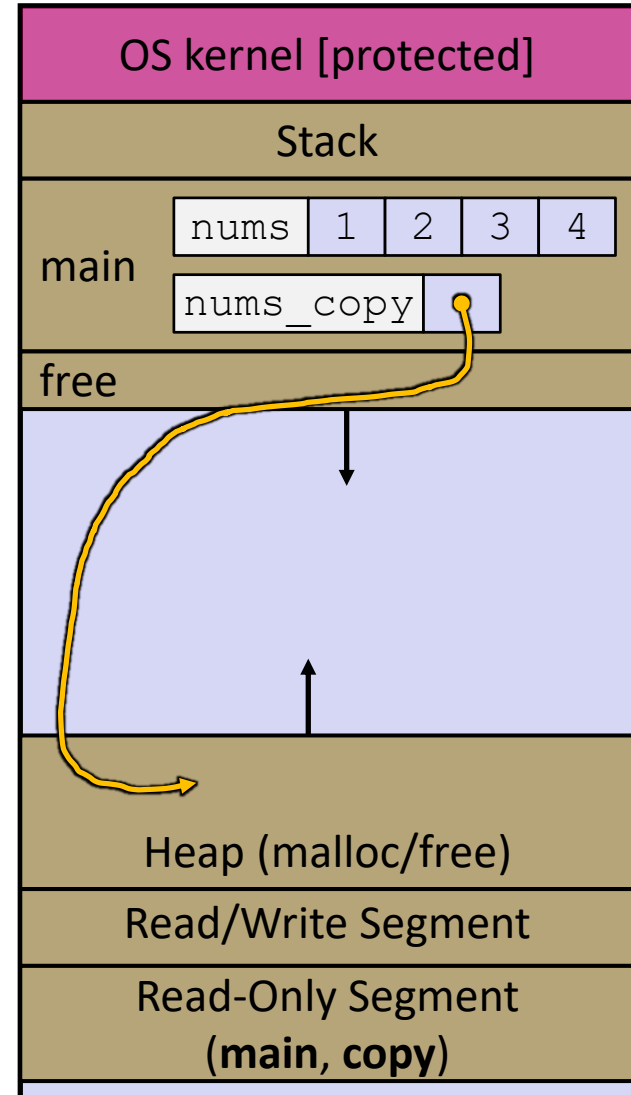 OS kernel [protected]
Stack
main
nums 1 2 3 4
nums_copy
free
Heap (malloc/free)
Read/Write Segment
Read-Only Segment
(main, copy)